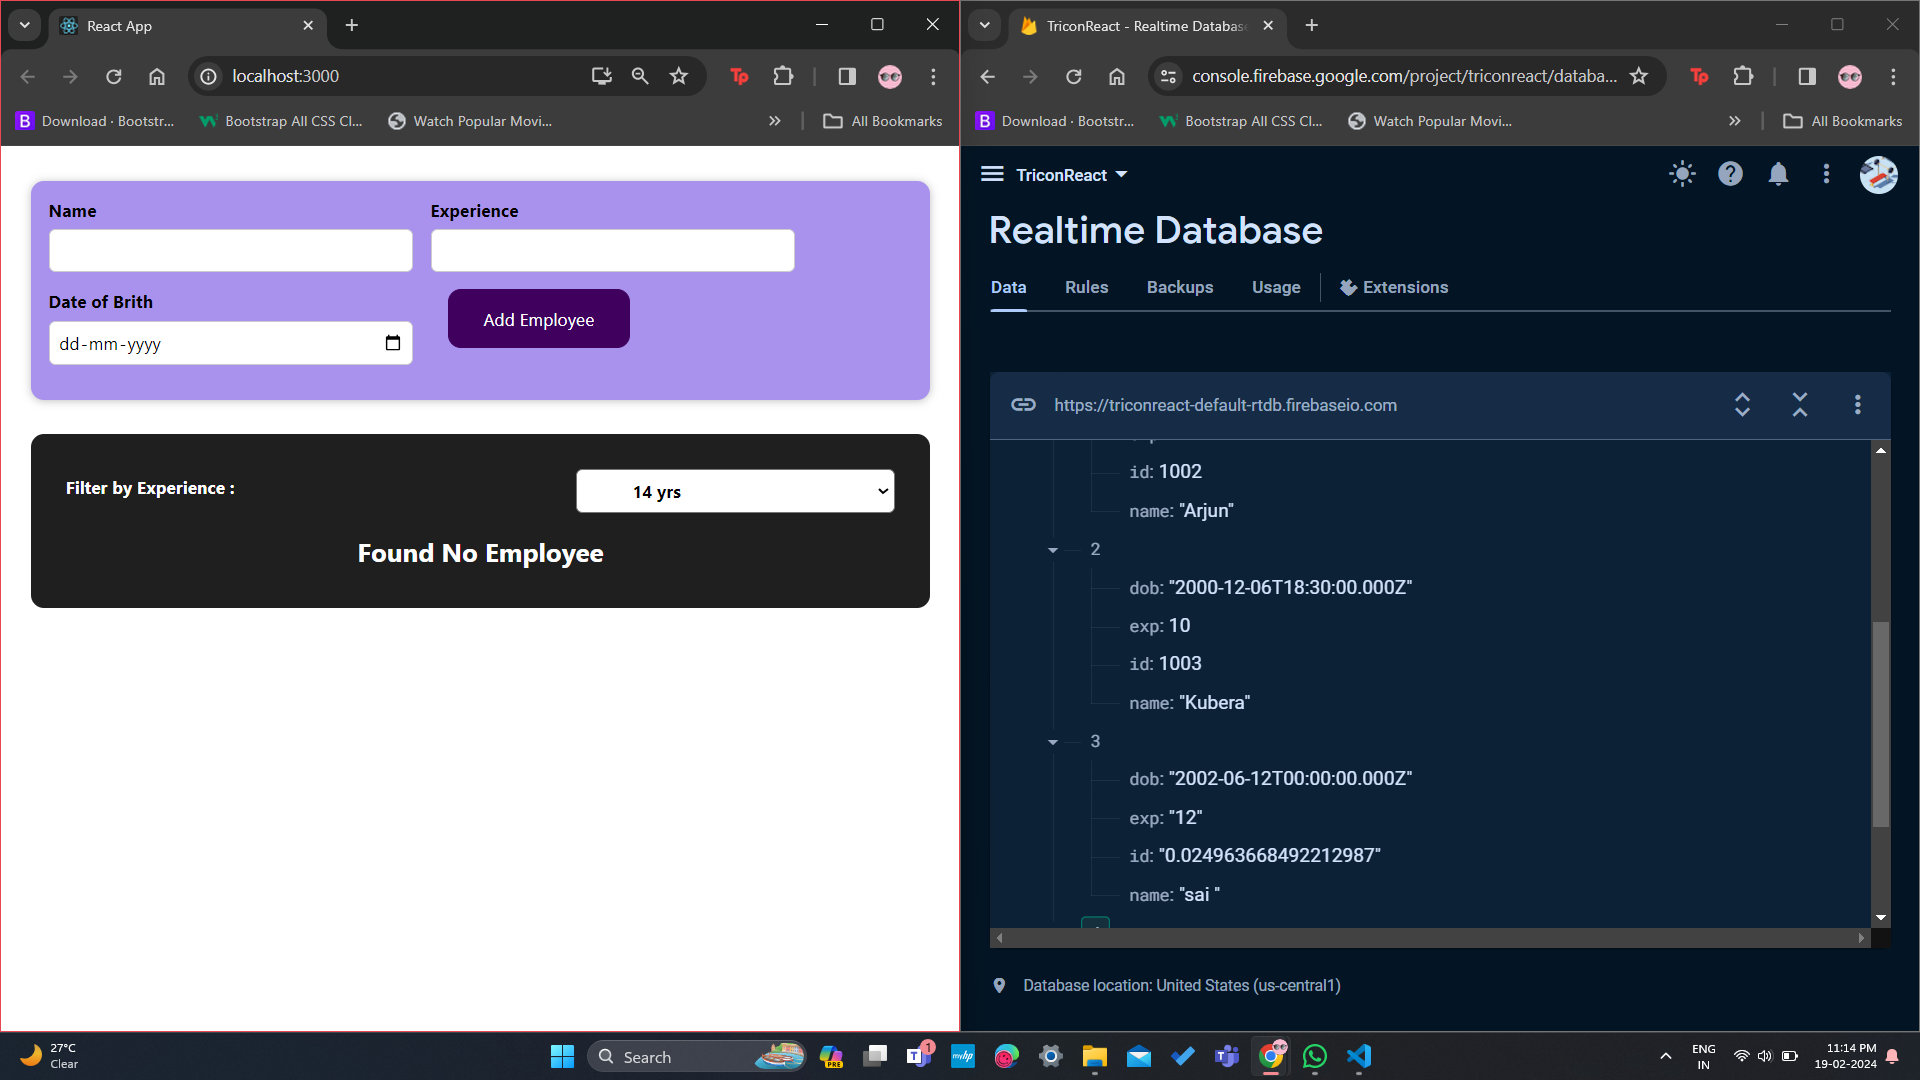 React App
localhost:3000
Download · Bootstr...
Bootstrap All CSS Cl...
Watch Popular Movi...
All Bookmarks
Name
Experience
Date of Brith
dd-mm-yyyy
Add Employee
Filter by Experience :
14 yrs
Found No Employee
TriconReact - Realtime Databas
console.firebase.google.com/project/triconreact/databa...
Download · Bootstr...
Bootstrap All CSS Cl...
Watch Popular Movi...
All Bookmarks
TriconReact
Realtime Database
Data
Rules
Backups
Usage
Extensions
https://triconreact-default-rtdb.firebaseio.com
id: 1002
name: "Arjun"
2
dob: "2000-12-06T18:30:00.000Z"
exp: 10
id: 1003
name: "Kubera"
3
dob: "2002-06-12T00:00:00.000Z"
exp: "12"
id: "0.024963668492212987"
name: "sai "
Database location: United States (us-central1)
27°C
Clear
Search
PRE
1
myhp
ENG
IN
11:14 PM
19-02-2024